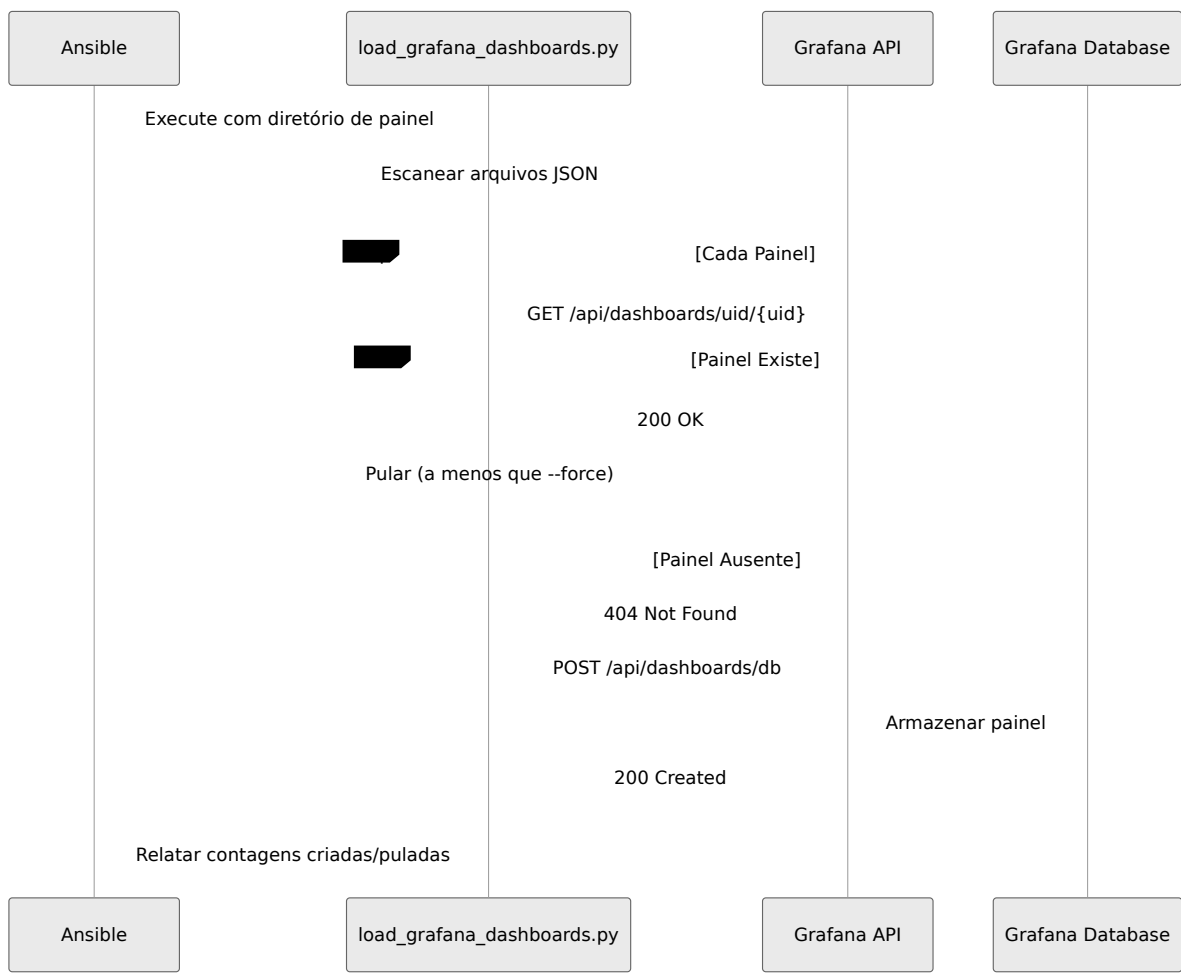 Ansible
load_grafana_dashboards.py
Grafana API
Grafana Database
Execute com diretório de painel
Escanear arquivos JSON
[Cada Painel]
GET /api/dashboards/uid/{uid}
[Painel Existe]
200 OK
Pular (a menos que --force)
[Painel Ausente]
404 Not Found
POST /api/dashboards/db
Armazenar painel
200 Created
Relatar contagens criadas/puladas
Ansible
load_grafana_dashboards.py
Grafana API
Grafana Database